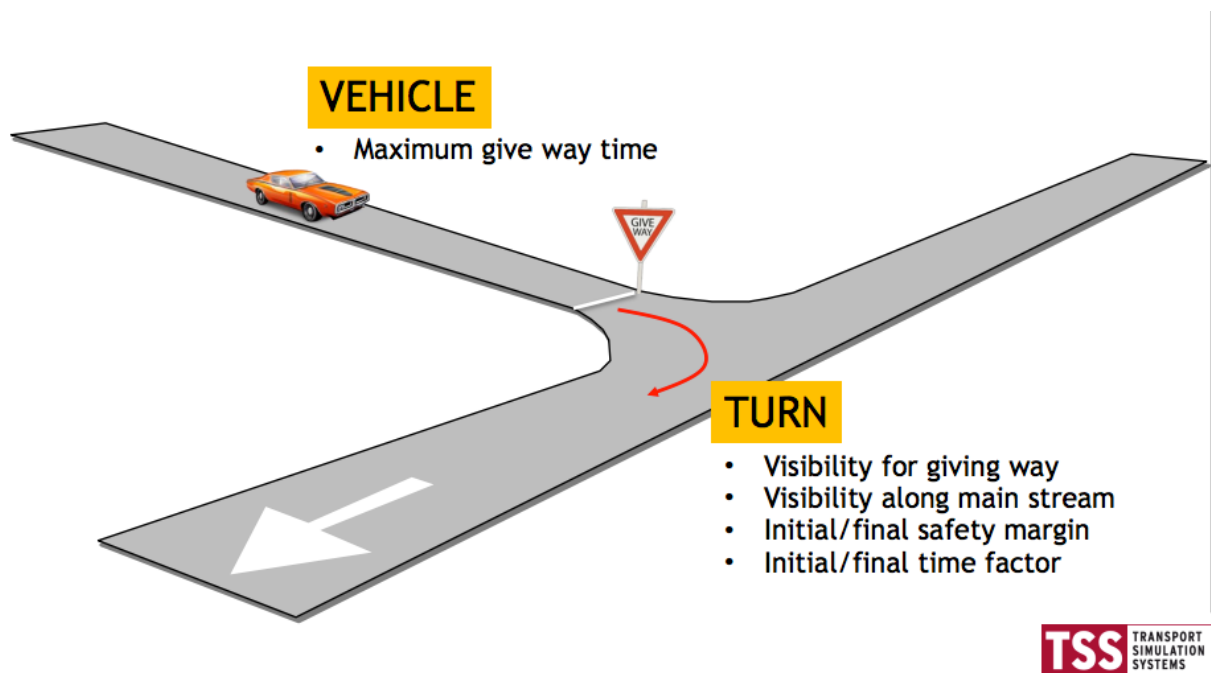 VEHICLE
• Maximum give way time
GIVE
WAY
TURN
• Visibility for giving way
• Visibility along main stream
• Initial/final safety margin
• Initial/final time factor
TSS
TRANSPORT
SIMULATION
SYSTEMS